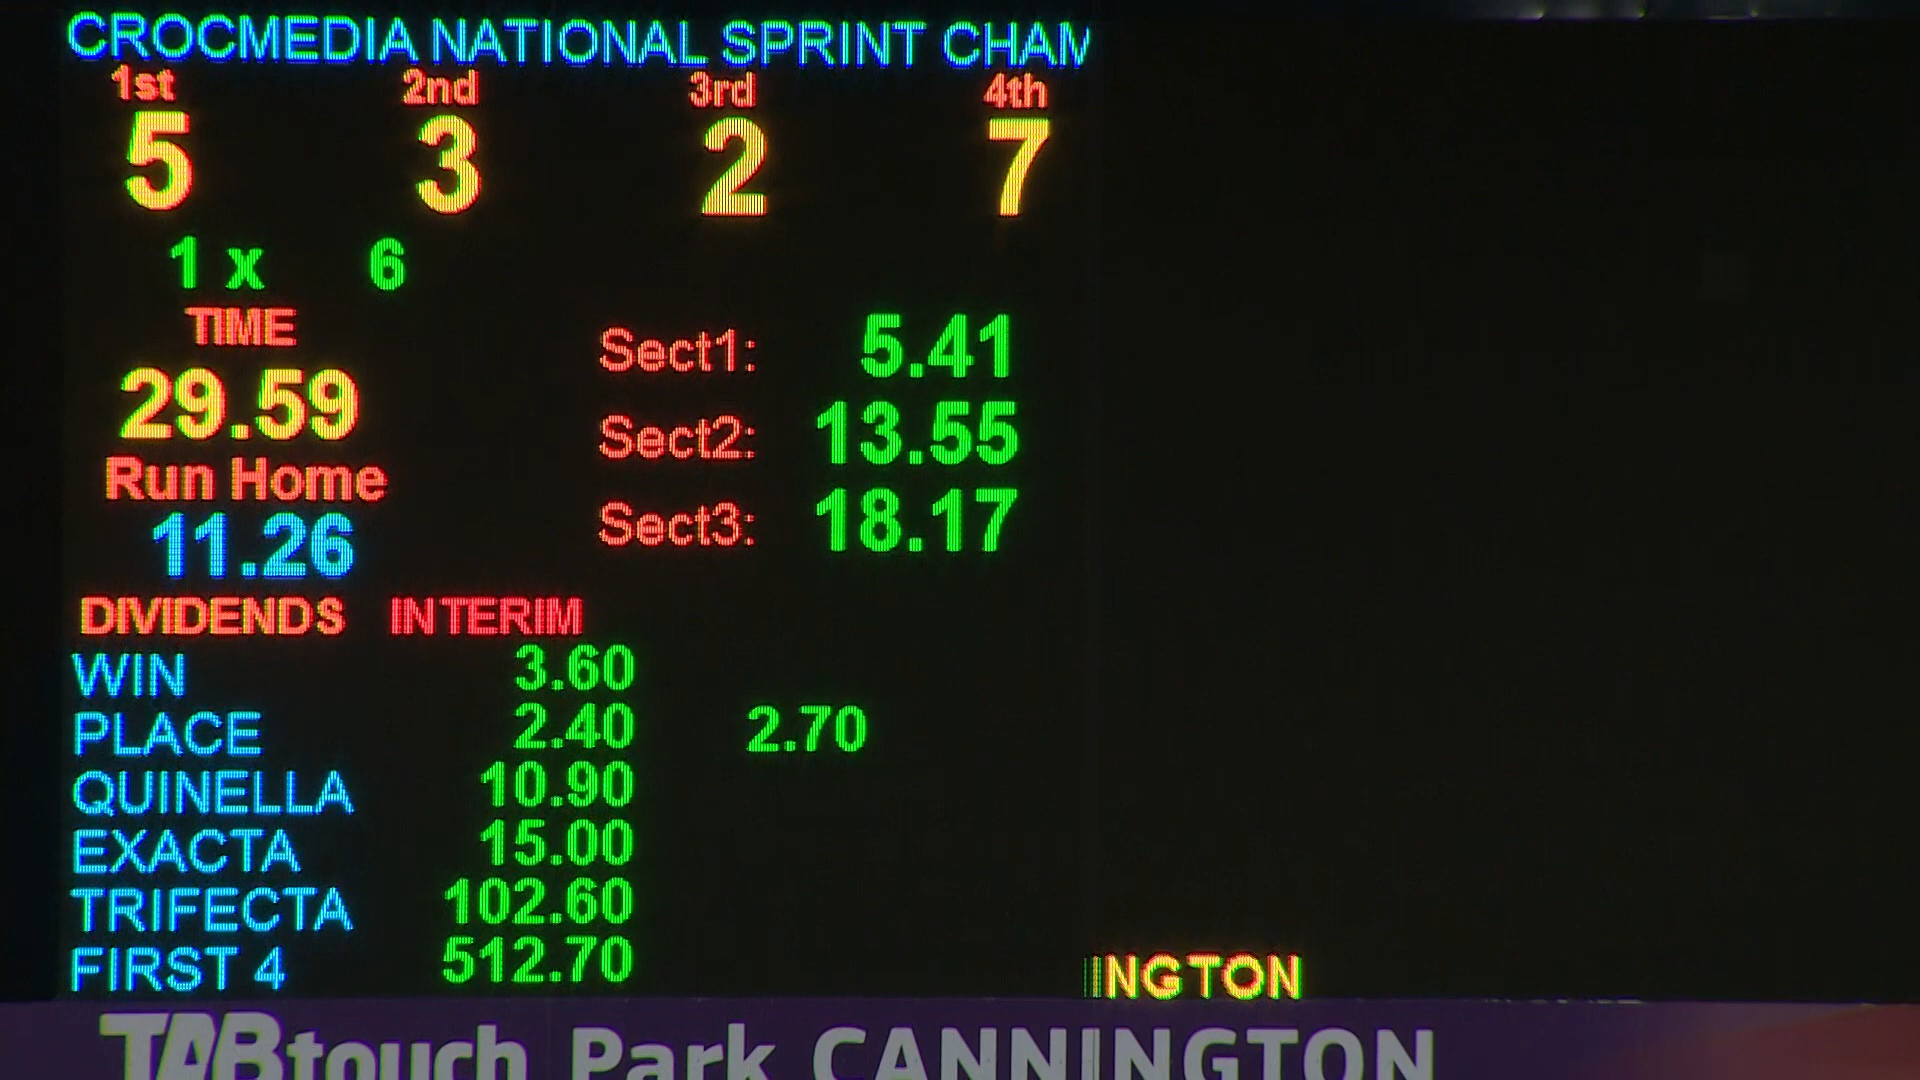 CROCMEDIA NATIONAL SPRINT CHAM
1st 2nd 3rd 4th
5 3 2 7
1 x 6
TIME
29.59
Run Home
11.26
Sect1: 5.41
Sect2: 13.55
Sect3: 18.17
DIVIDENDS INTERIM
WIN 3.60
PLACE 2.40 2.70
QUINELLA 10.90
EXACTA 15.00
TRIFECTA 102.60
FIRST 4 512.70
INGTON
TABtouch Park CANNINGTON